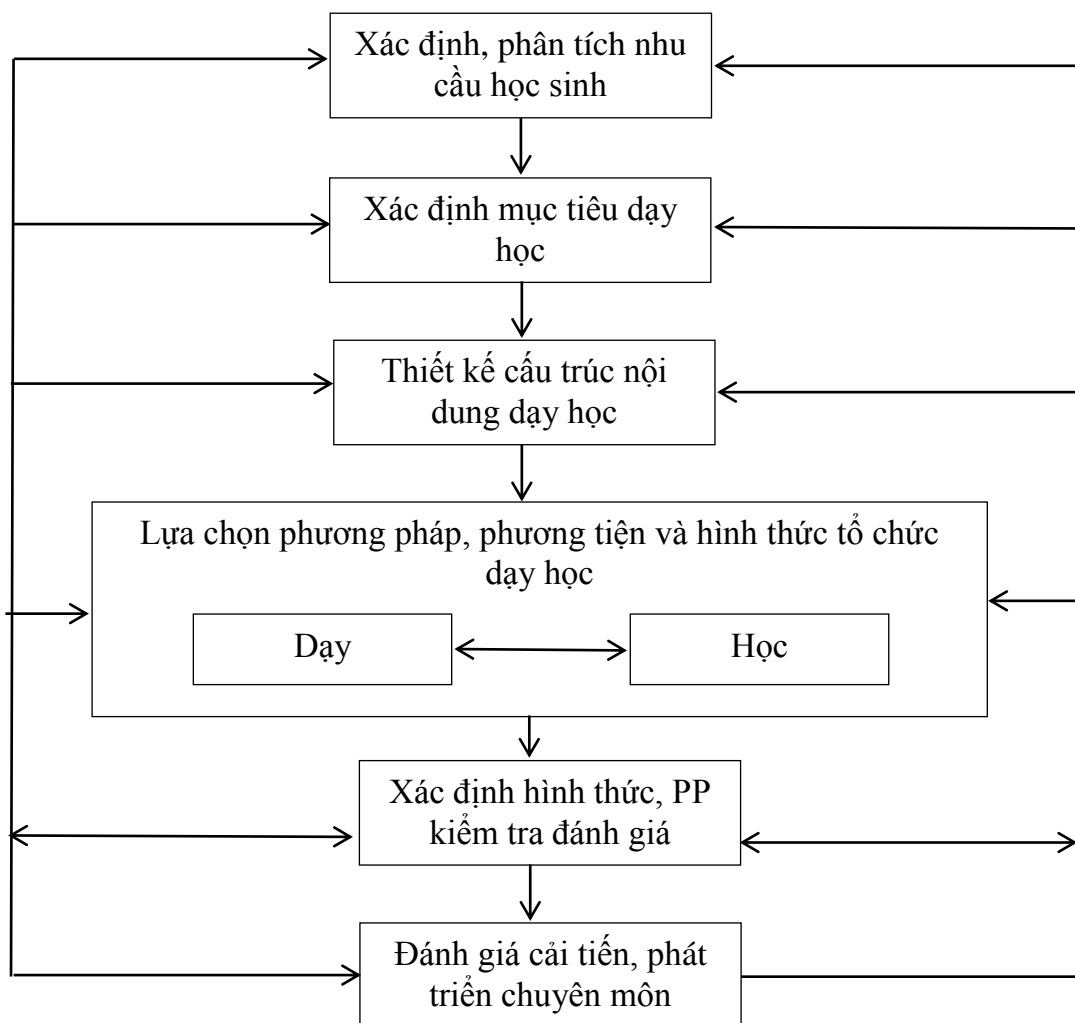 Xác định, phân tích nhu
cầu học sinh
Xác định mục tiêu dạy
học
Thiết kế cấu trúc nội
dung dạy học
Lựa chọn phương pháp, phương tiện và hình thức tổ chức
dạy học
Dạy
Học
Xác định hình thức, PP
kiểm tra đánh giá
Đánh giá cải tiến, phát
triển chuyên môn